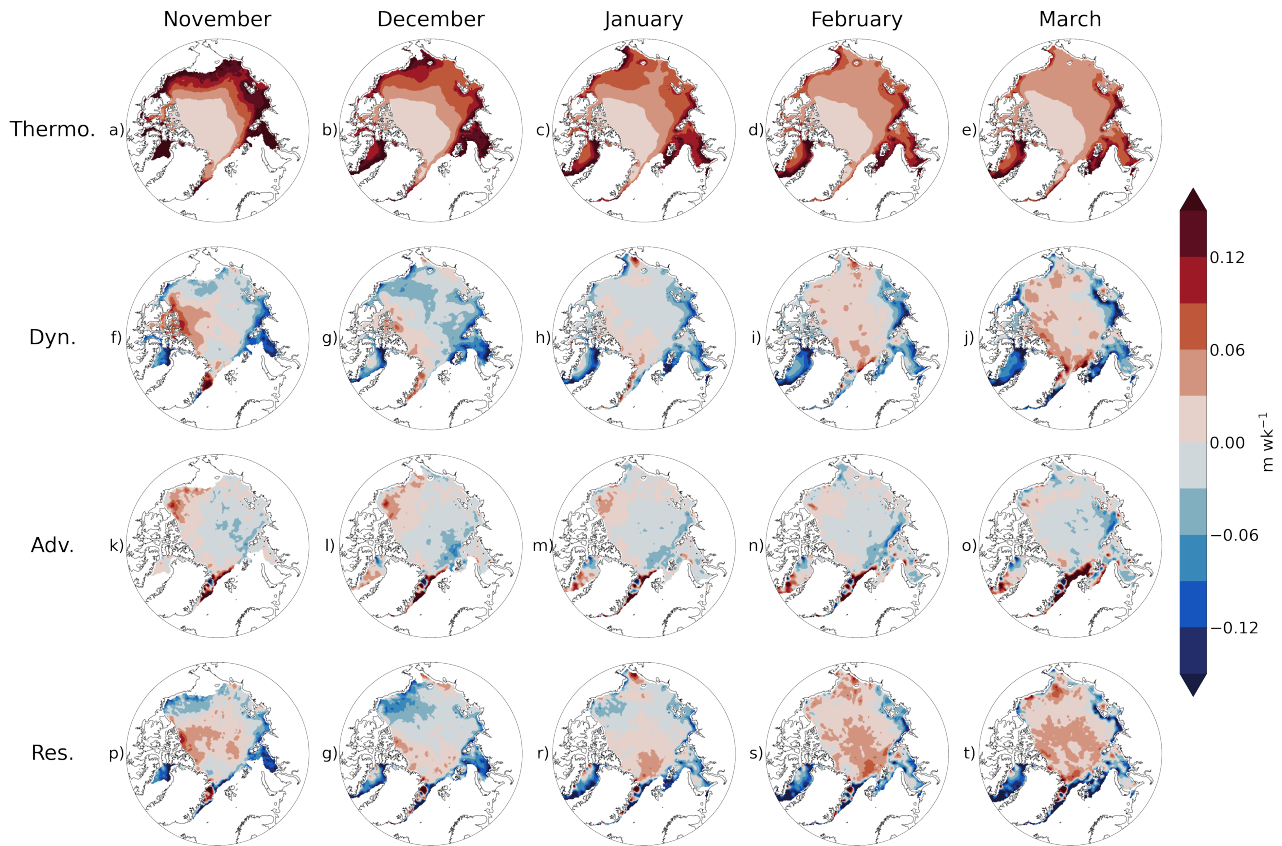 November December January February March
Thermo. a) b) c) d) e)
Dyn. f) g) h) i) j)
Adv. k) l) m) n) o)
Res. p) g) r) s) t)
0.12
0.06
0.00
−0.06
−0.12
m wk⁻¹